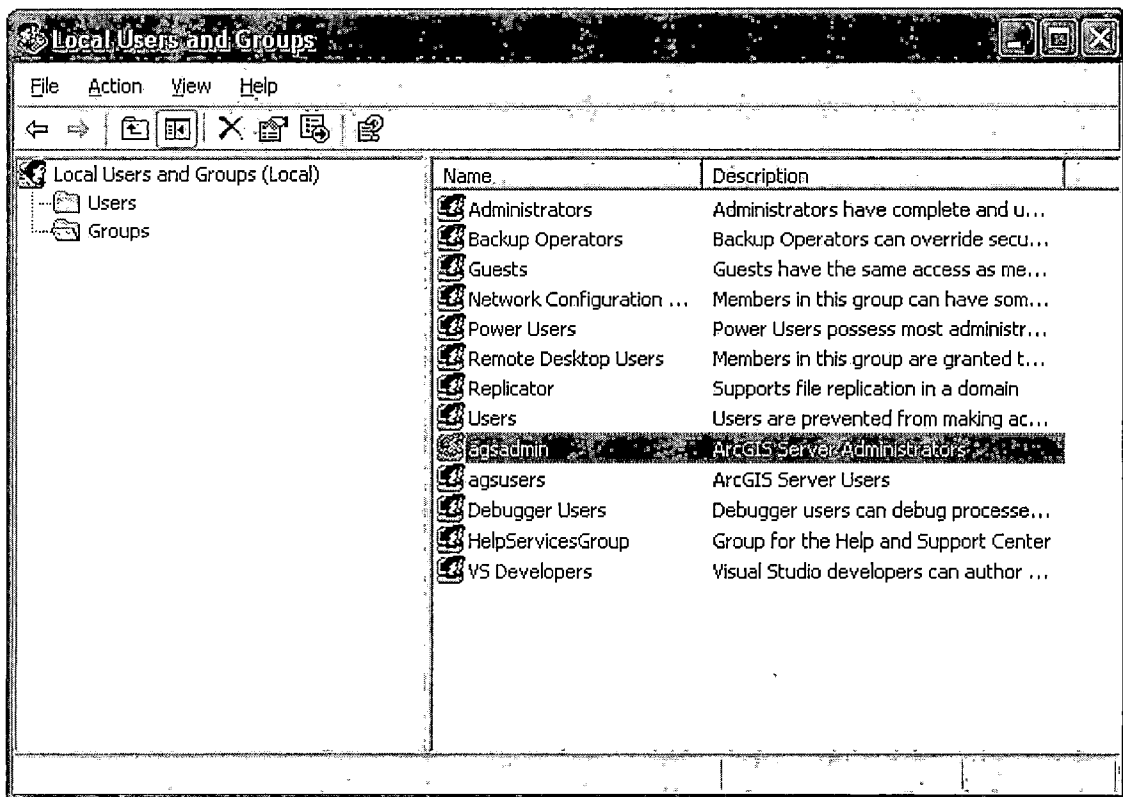 Local Users and Groups
File Action View Help
Local Users and Groups (Local)
Users
Groups
Name Description
Administrators Administrators have complete and u...
Backup Operators Backup Operators can override secu...
Guests Guests have the same access as me...
Network Configuration ... Members in this group can have som...
Power Users Power Users possess most administr...
Remote Desktop Users Members in this group are granted t...
Replicator Supports file replication in a domain
Users Users are prevented from making ac...
agsadmin ArcGIS Server Administrators
agsusers ArcGIS Server Users
Debugger Users Debugger users can debug processe...
HelpServicesGroup Group for the Help and Support Center
VS Developers Visual Studio developers can author ...